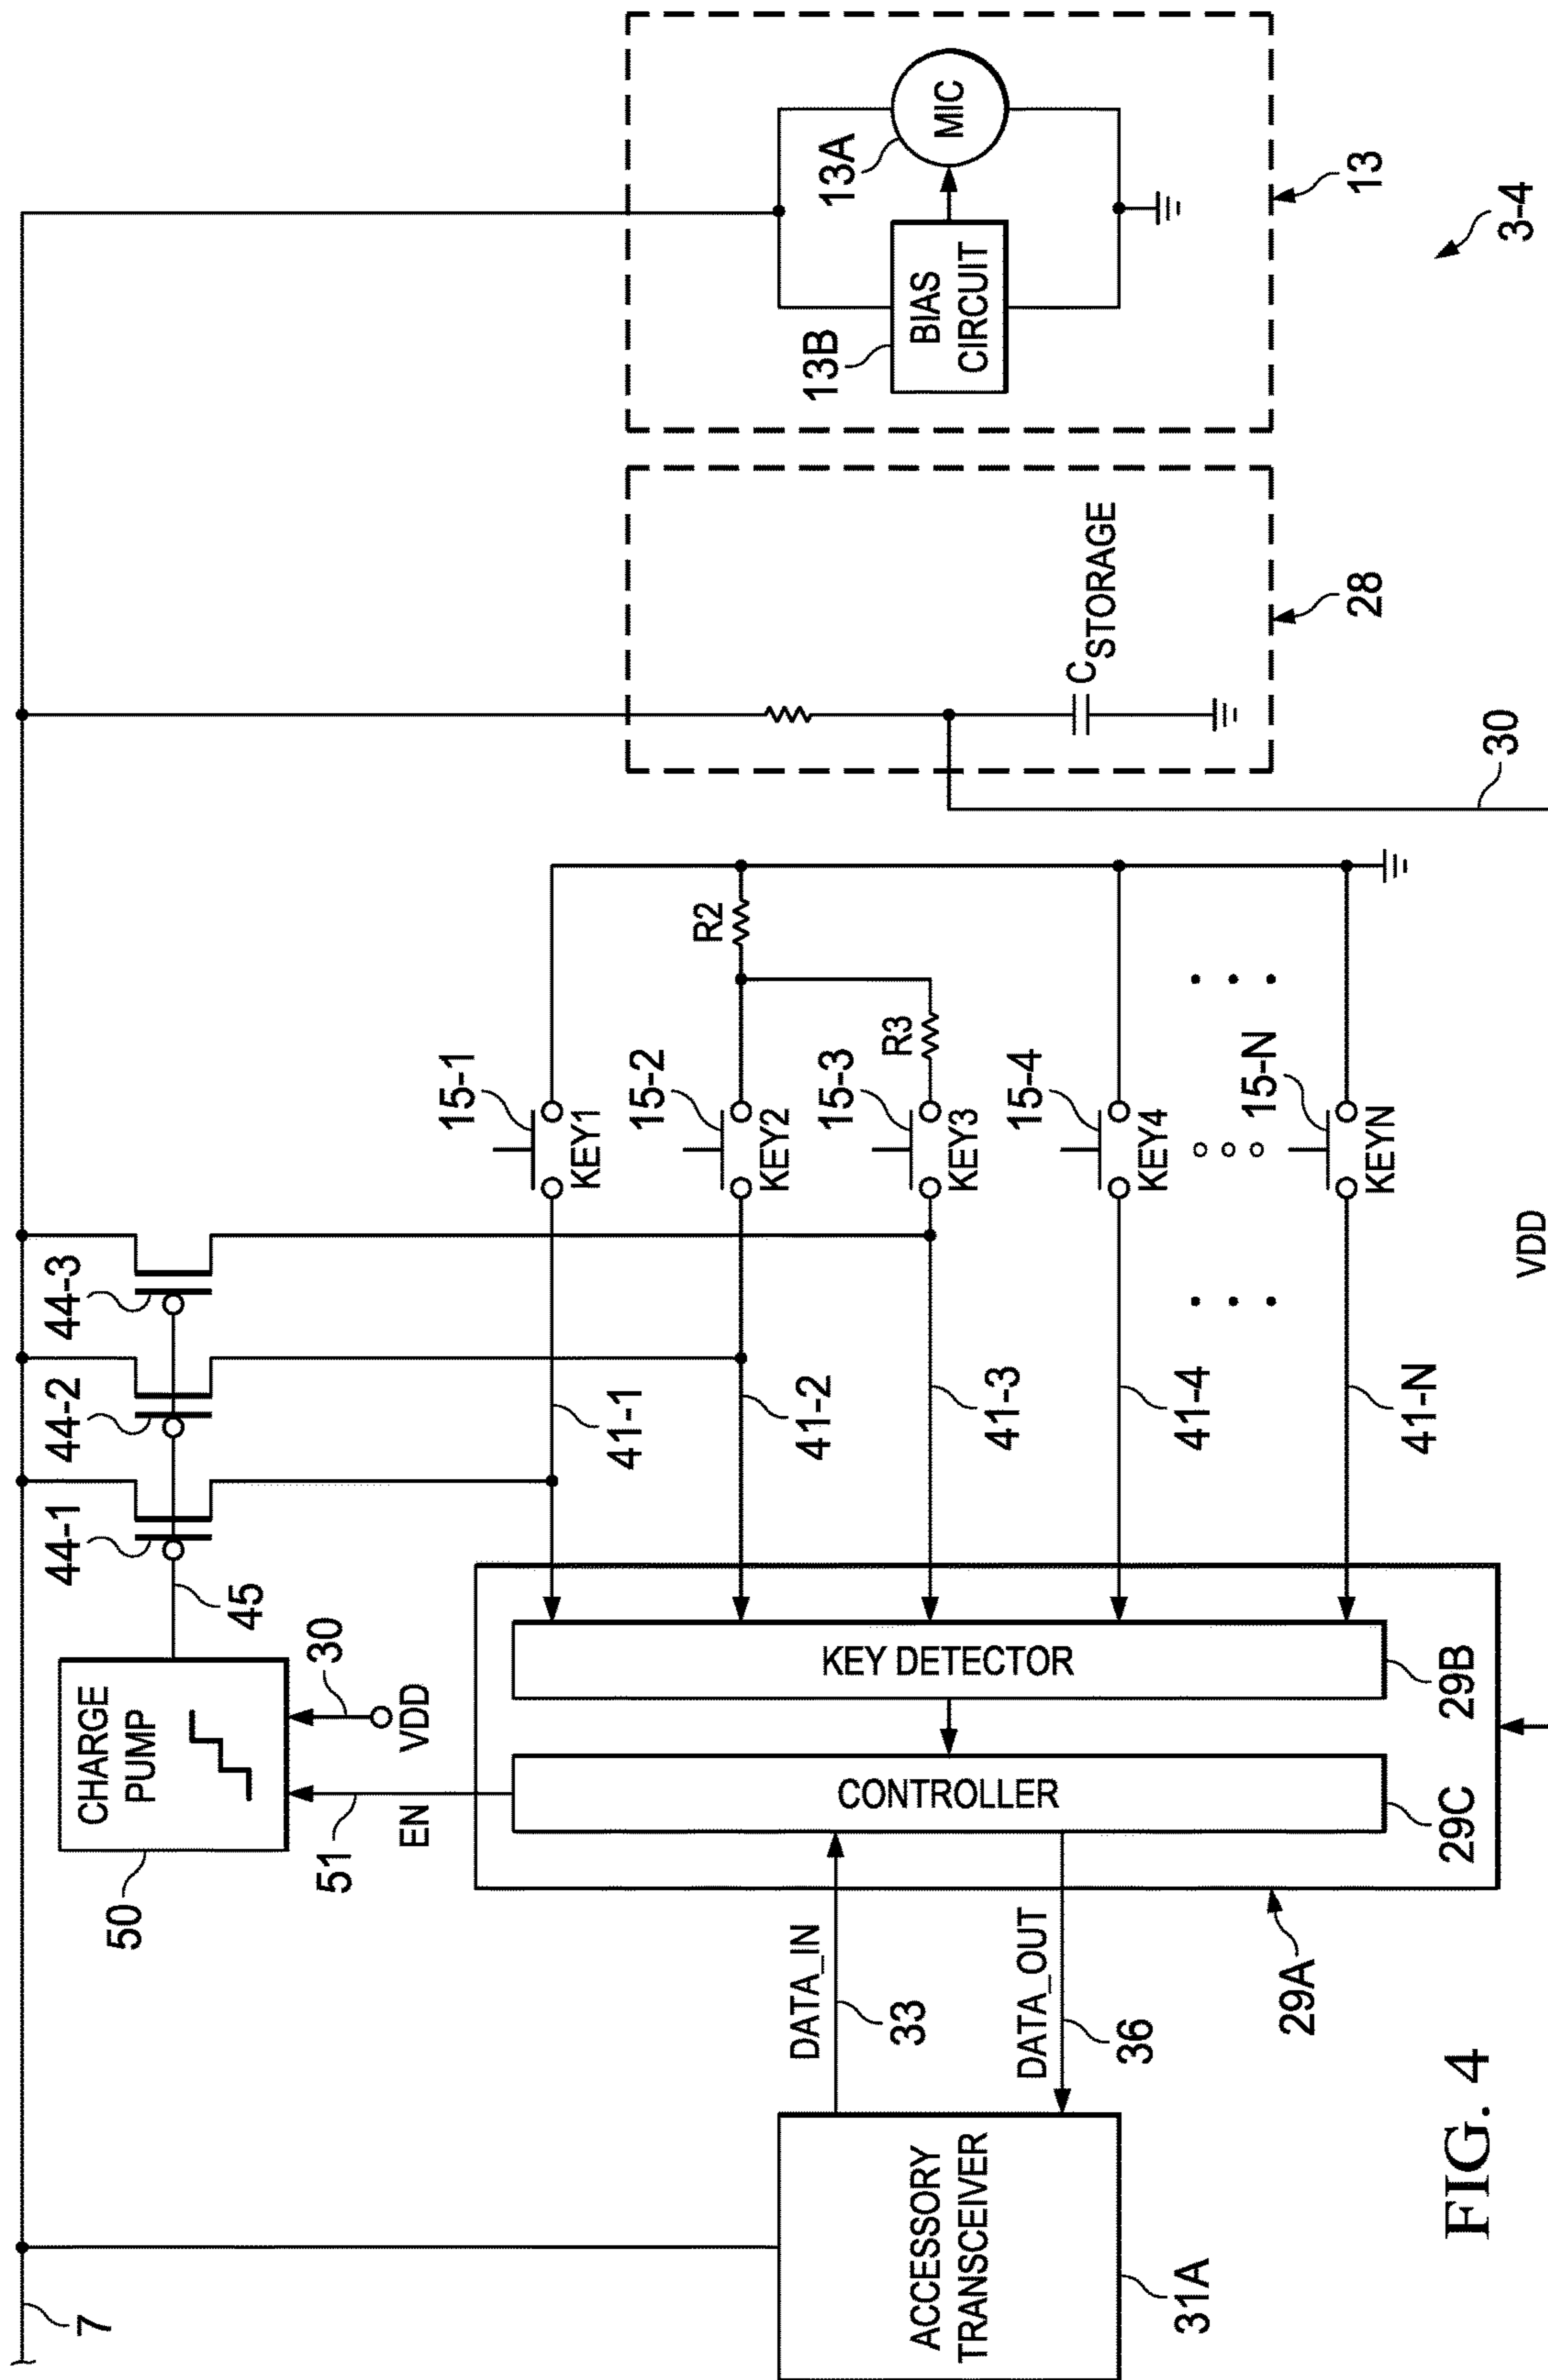 7
50
CHARGE
PUMP
45
44-1
44-2
44-3
51
EN
30
VDD
ACCESSORY
TRANSCEIVER
31A
DATA_IN
33
DATA_OUT
36
29A
CONTROLLER
29C
KEY DETECTOR
29B
VDD
41-1
41-2
41-3
41-4
41-N
15-1
KEY1
15-2
KEY2
15-3
KEY3
15-4
KEY4
15-N
KEYN
R2
R3
30
CSTORAGE
28
13B
BIAS
CIRCUIT
13A
MIC
13
3-4
FIG. 4